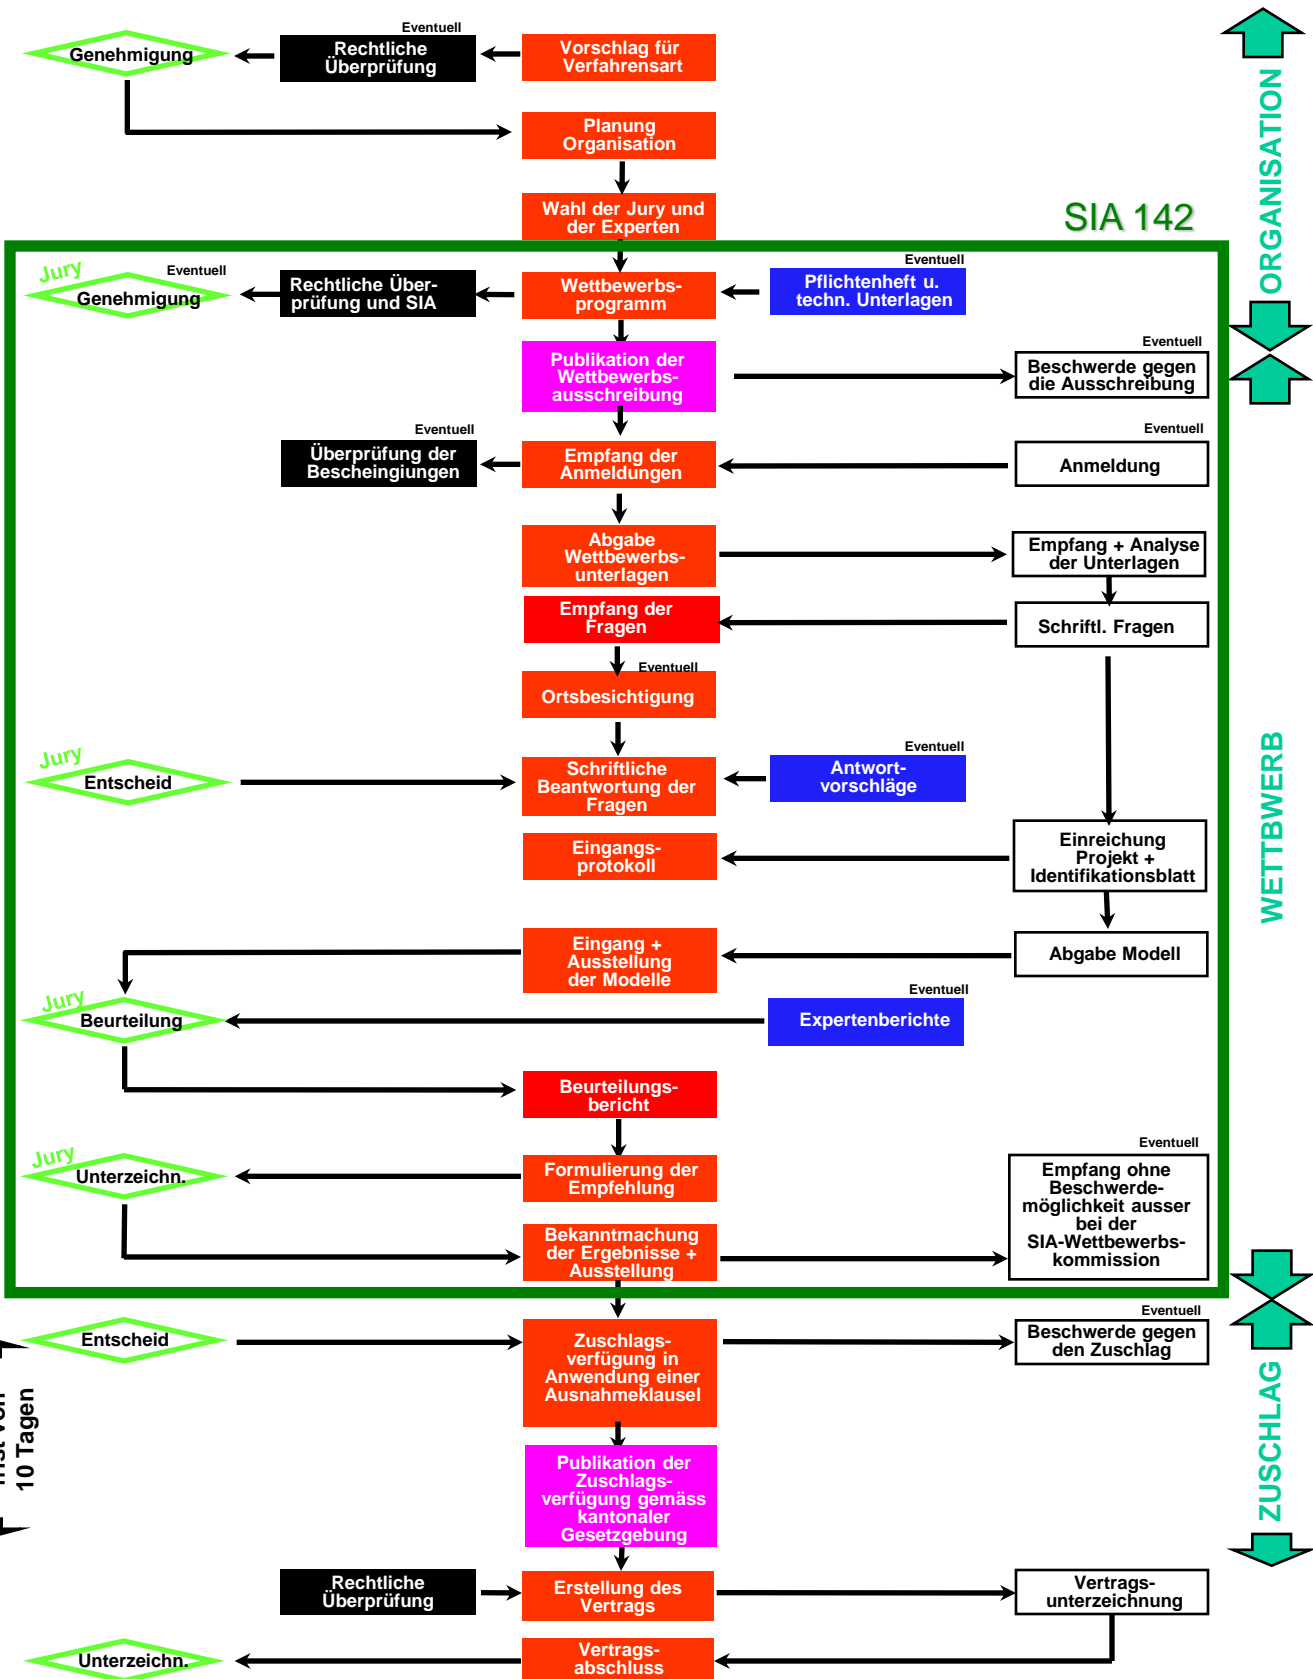 Eventuell
Genehmigung
Rechtliche
Überprüfung
Vorschlag für
Verfahrensart
Planung
Organisation
Wahl der Jury und
der Experten
SIA 142
ORGANISATION
Jury
Eventuell
Genehmigung
Rechtliche Über-
prüfung und SIA
Wettbewerbs-
programm
Eventuell
Pflichtenheft u.
techn. Unterlagen
Publikation der
Wettbewerbs-
ausschreibung
Eventuell
Beschwerde gegen
die Ausschreibung
Eventuell
Überprüfung der
Bescheingiungen
Empfang der
Anmeldungen
Eventuell
Anmeldung
Abgabe
Wettbewerbs-
unterlagen
Empfang + Analyse
der Unterlagen
Empfang der
Fragen
Schriftl. Fragen
Eventuell
Ortsbesichtigung
Jury
Entscheid
Schriftliche
Beantwortung der
Fragen
Eventuell
Antwort-
vorschläge
WETTBWERB
Eingangs-
protokoll
Einreichung
Projekt +
Identifikationsblatt
Eingang +
Ausstellung
der Modelle
Abgabe Modell
Jury
Beurteilung
Eventuell
Expertenberichte
Beurteilungs-
bericht
Jury
Unterzeichn.
Formulierung der
Empfehlung
Eventuell
Empfang ohne
Beschwerde-
möglichkeit ausser
bei der
SIA-Wettbewerbs-
kommission
Bekanntmachung
der Ergebnisse +
Ausstellung
Entscheid
Zuschlags-
verfügung in
Anwendung einer
Ausnahmeklausel
Eventuell
Beschwerde gegen
den Zuschlag
von
10 Tagen
ZUSCHLAG
Publikation der
Zuschlags-
verfügung gemäss
kantonaler
Gesetzgebung
Rechtliche
Überprüfung
Erstellung des
Vertrags
Vertrags-
unterzeichnung
Unterzeichn.
Vertrags-
abschluss